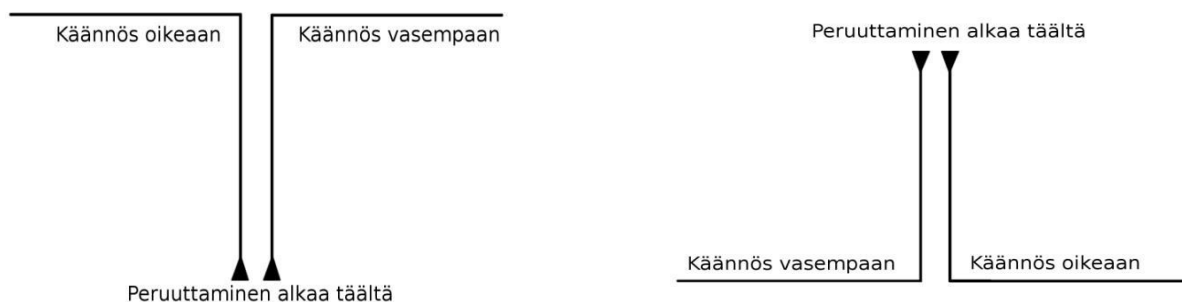 Käännös oikeaan
Käännös vasempaan
Peruuttaminen alkaa täältä
Peruuttaminen alkaa täältä
Käännös vasempaan
Käännös oikeaan